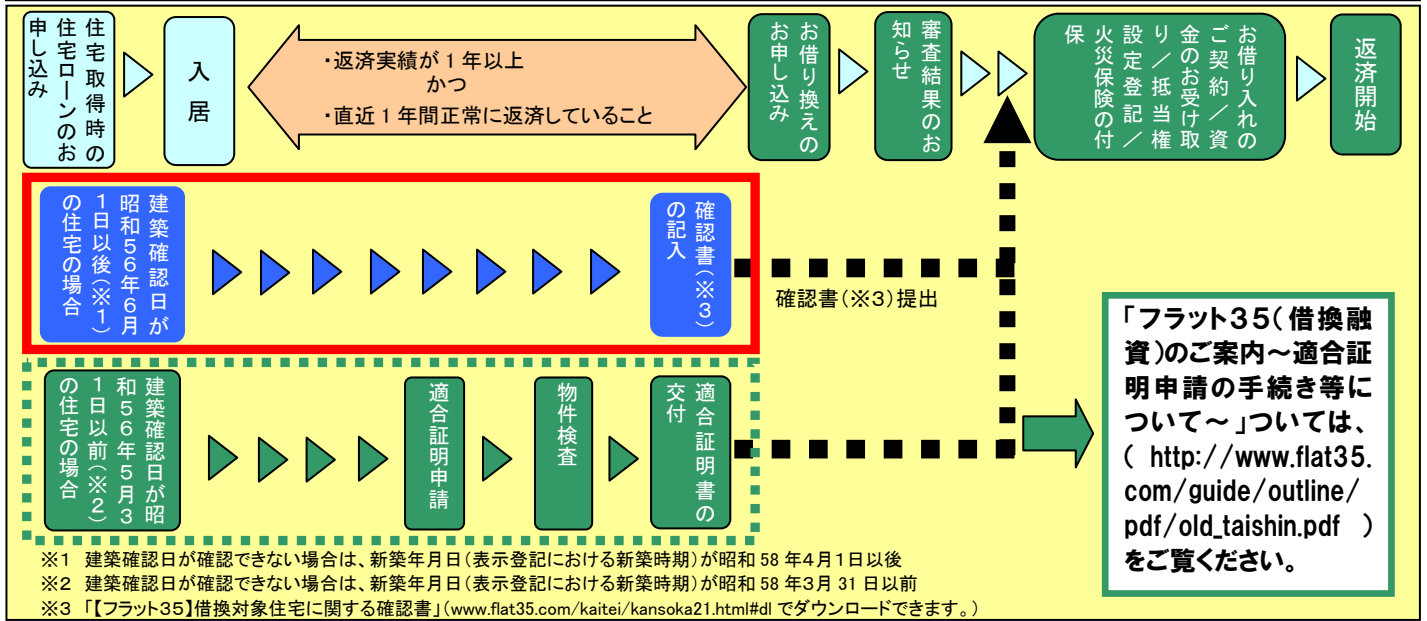 住宅取得時の
住宅ローンのお
申し込み
入
居
・返済実績が1年以上
かつ
・直近1年間正常に返済していること
お借り換えの
お申し込み
審査結果のお
知らせ
お借り入れの
ご契約／資
金のお受け取
り／抵当権
設定登記／
火災保険の付
保
返済開始
建築確認日が
昭和56年6月
1日以後(※1)
の住宅の場合
確認書(※3)
の記入
確認書(※3)提出
建築確認日が昭
和56年5月3
1日以前(※2)
の住宅の場合
適合証明申請
物件検査
適合証明書の
交付
「フラット35(借換融
資)のご案内～適合証
明申請の手続き等に
ついて～」ついては、
( http://www.flat35.
com/guide/outline/
pdf/old_taishin.pdf )
をご覧ください。
※1 建築確認日が確認できない場合は、新築年月日(表示登記における新築時期)が昭和 58 年4月1日以後
※2 建築確認日が確認できない場合は、新築年月日(表示登記における新築時期)が昭和 58 年3月 31 日以前
※3 「【フラット35】借換対象住宅に関する確認書」(www.flat35.com/kaitei/kansoka21.html#dl でダウンロードできます。)